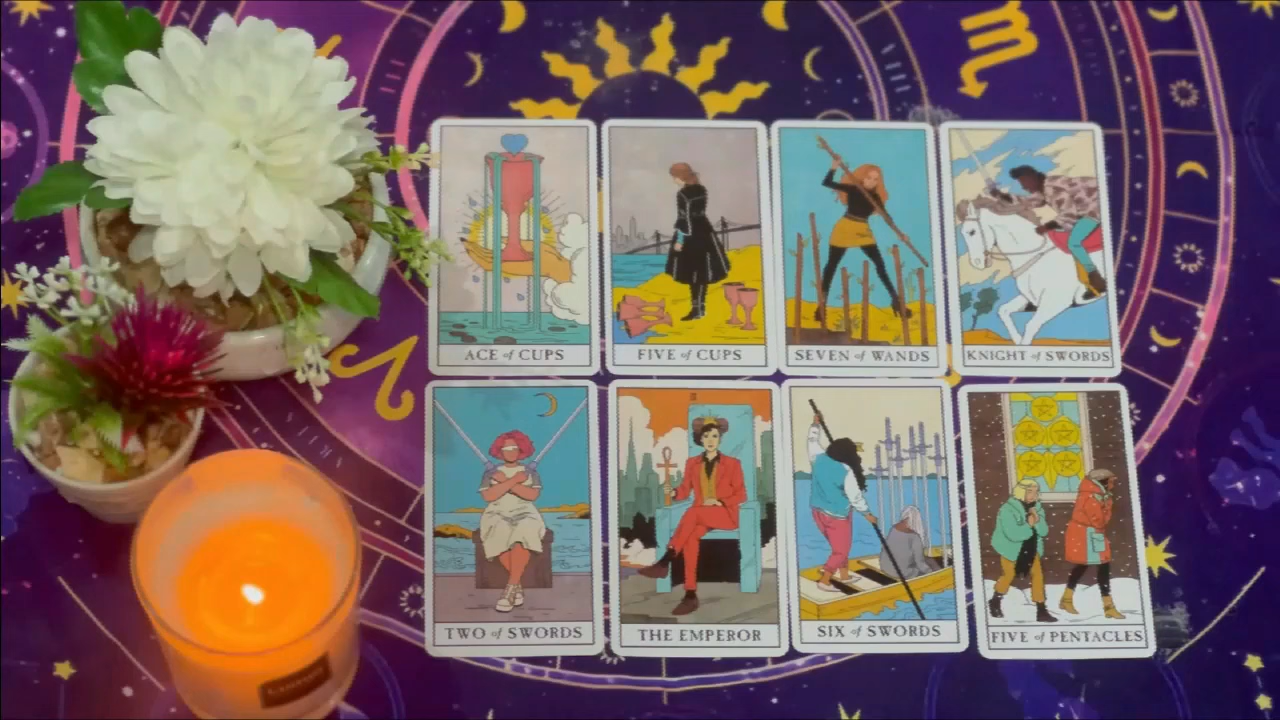 ACE of CUPS
FIVE of CUPS
SEVEN of WANDS
KNIGHT of SWORDS
TWO of SWORDS
THE EMPEROR
SIX of SWORDS
FIVE of PENTACLES